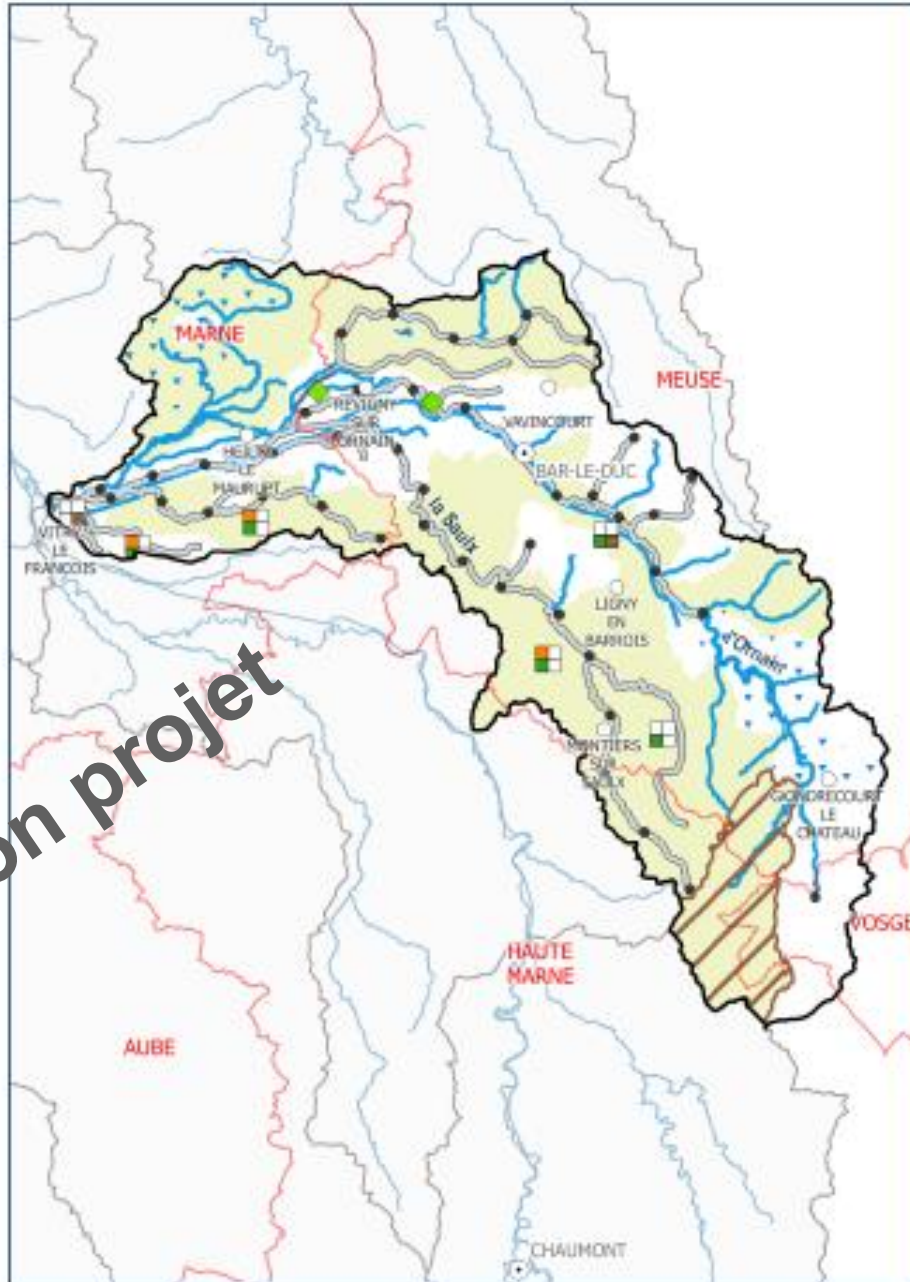 MARNE
MEUSE
REVIGNY
SUR
ORNAIN
VAVINCOURT
HEILTZ
LE
MAURUPT
BAR-LE-DUC
la Saulx
VITRY
LE
FRANCOIS
LIGNY
EN
BARROIS
l'Ornain
MONTIERS
SUR
SAULX
GONDRECOURT
LE
CHATEAU
on projet
VOSGE
HAUTE
MARNE
AUBE
CHAUMONT